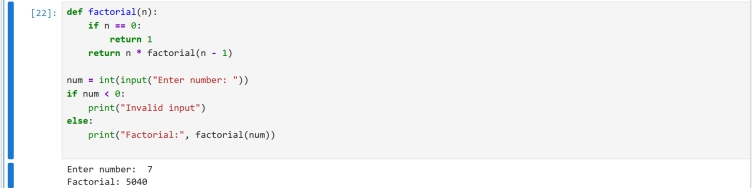 [22]: def factorial(n):
    if n == 0:
        return 1
    return n * factorial(n - 1)

num = int(input("Enter number: "))
if num < 0:
    print("Invalid input")
else:
    print("Factorial:", factorial(num))

Enter number:  7
Factorial: 5040